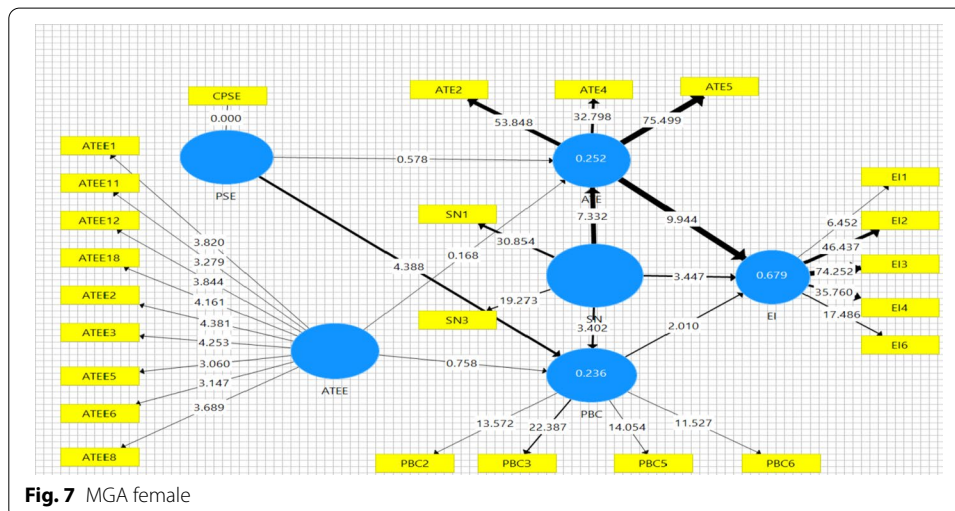 CPSE
0.000
PSE
ATE2
ATE4
ATE5
53.848
32.798
75.499
0.252
ATE
ATEE1
ATEE11
ATEE12
ATEE18
ATEE2
ATEE3
ATEE5
ATEE6
ATEE8
3.820
3.279
3.844
4.161
4.381
4.253
3.060
3.147
3.689
ATEE
0.578
4.388
0.168
0.758
SN1
30.854
SN3
19.273
SN
7.332
3.447
3.402
9.944
2.010
0.236
PBC
13.572
22.387
14.054
11.527
PBC2
PBC3
PBC5
PBC6
0.679
EI
6.452
46.437
74.252
35.760
17.486
EI1
EI2
EI3
EI4
EI6
Fig. 7 MGA female